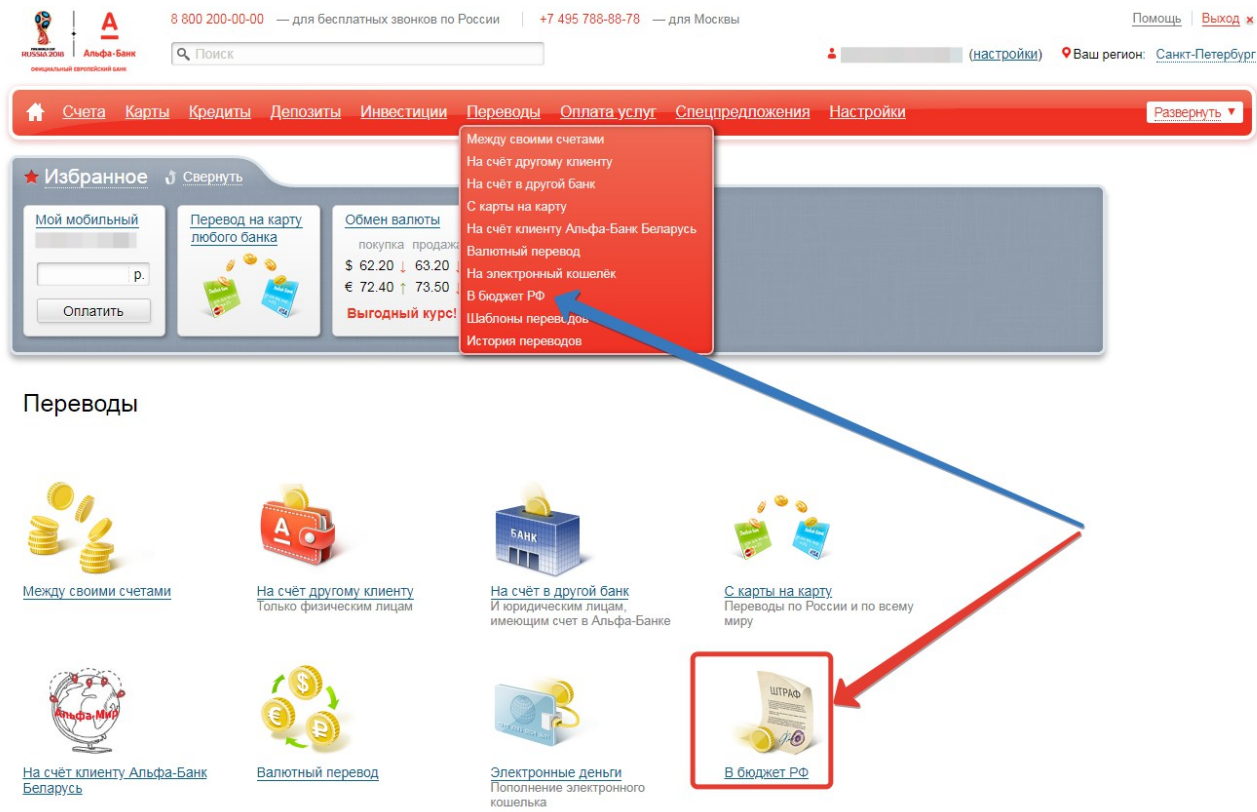 8 800 200-00-00 — для бесплатных звонков по России
+7 495 788-88-78 — для Москвы
Помощь
Выход ×
RUSSIA 2018
Альфа-Банк
ОФИЦИАЛЬНЫЙ ЕВРОПЕЙСКИЙ БАНК
Поиск
(настройки)
Ваш регион: Санкт-Петербург
Счета Карты Кредиты Депозиты Инвестиции Переводы Оплата услуг Спецпредложения Настройки
Развернуть ▼
Между своими счетами
На счёт другому клиенту
На счёт в другой банк
С карты на карту
На счёт клиенту Альфа-Банк Беларусь
Валютный перевод
На электронный кошелёк
В бюджет РФ
Шаблоны переводов
История переводов
Избранное
Свернуть
Мой мобильный
р.
Оплатить
Перевод на карту
любого банка
Обмен валюты
покупка продажа
$ 62.20 ↓ 63.20 ↓
€ 72.40 ↑ 73.50 ↓
Выгодный курс!
Переводы
А
БАНК
Между своими счетами
На счёт другому клиенту
Только физическим лицам
На счёт в другой банк
И юридическим лицам,
имеющим счет в Альфа-Банке
С карты на карту
Переводы по России и по всему
миру
Альфа-Мир
ШТРАФ
На счёт клиенту Альфа-Банк
Беларусь
Валютный перевод
Электронные деньги
Пополнение электронного
кошелька
В бюджет РФ